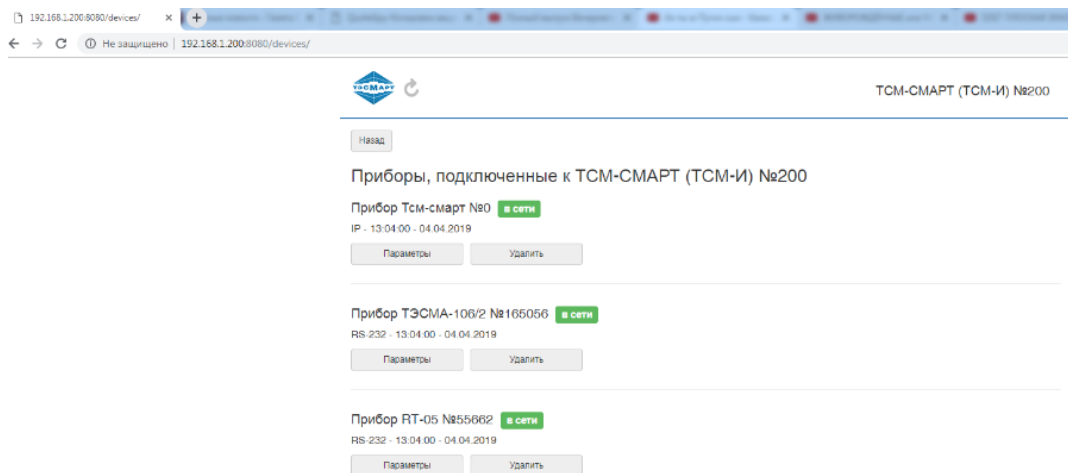 192.168.1.200:8080/devices/
Не защищено | 192.168.1.200:8080/devices/
ТЭСМАРТ
ТСМ-СМАРТ (ТСМ-И) №200
Назад
Приборы, подключенные к ТСМ-СМАРТ (ТСМ-И) №200
Прибор Тсм-смарт №0 в сети
IP - 13:04:00 - 04.04.2019
Параметры Удалить
Прибор ТЭСМА-106/2 №165056 в сети
RS-232 - 13:04:00 - 04.04.2019
Параметры Удалить
Прибор RT-05 №55662 в сети
RS-232 - 13:04:00 - 04.04.2019
Параметры Удалить